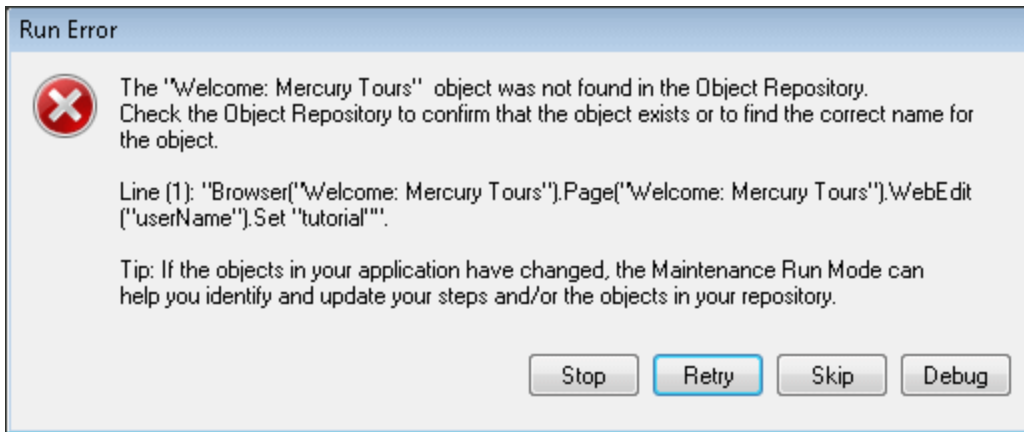 Run Error
The "Welcome: Mercury Tours"  object was not found in the Object Repository.
Check the Object Repository to confirm that the object exists or to find the correct name for
the object.
Line (1): "Browser("Welcome: Mercury Tours").Page("Welcome: Mercury Tours").WebEdit
("userName").Set "tutorial"".
Tip: If the objects in your application have changed, the Maintenance Run Mode can
help you identify and update your steps and/or the objects in your repository.
Stop Retry Skip Debug